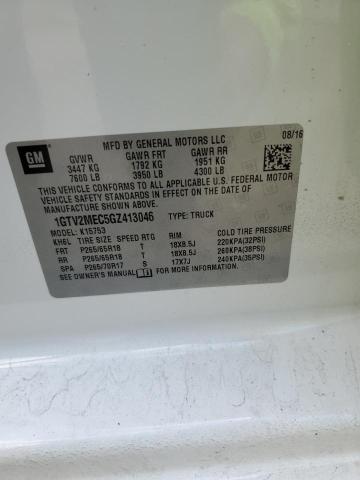 GM
MFD BY GENERAL MOTORS LLC
08/16
GVWR GAWR FRT GAWR RR
3447 KG 1792 KG 1951 KG
7600 LB 3950 LB 4300 LB
THIS VEHICLE CONFORMS TO ALL APPLICABLE U.S. FEDERAL MOTOR
VEHICLE SAFETY AND THEFT PREVENTION STANDARDS IN EFFECT
ON THE DATE OF MANUFACTURE SHOWN ABOVE.
1GTV2MEC5GZ413046 TYPE: TRUCK
MODEL: K15753
KH6L TIRE SIZE SPEED RTG RIM COLD TIRE PRESSURE
FRT P265/65R18 T 18X8.5J 220KPA(32PSI)
RR P265/65R18 T 18X8.5J 260KPA(38PSI)
SPA P265/70R17 S 17X7J 240KPA(35PSI)
SEE OWNER'S MANUAL FOR MORE INFORMATION.